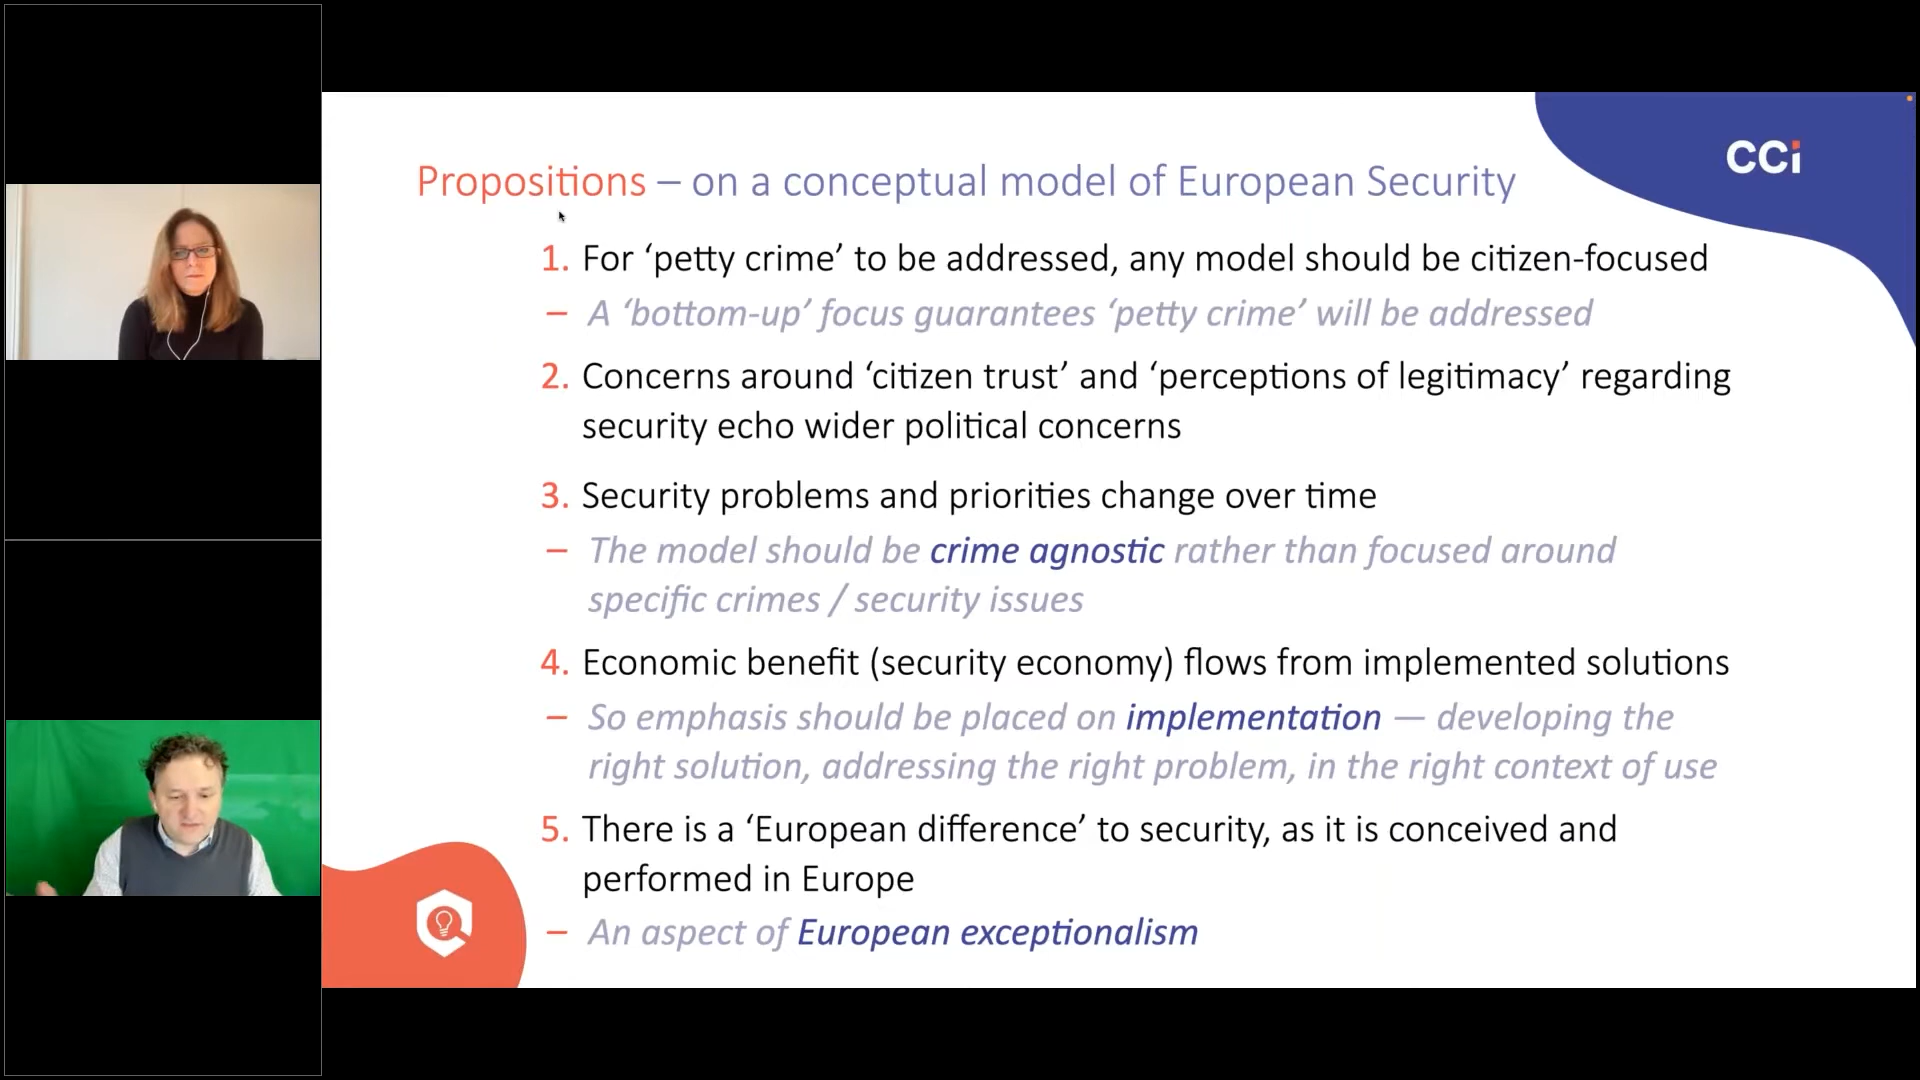 CCi
Propositions – on a conceptual model of European Security
1. For ‘petty crime’ to be addressed, any model should be citizen-focused
– A ‘bottom-up’ focus guarantees ‘petty crime’ will be addressed
2. Concerns around ‘citizen trust’ and ‘perceptions of legitimacy’ regarding
security echo wider political concerns
3. Security problems and priorities change over time
– The model should be crime agnostic rather than focused around
specific crimes / security issues
4. Economic benefit (security economy) flows from implemented solutions
– So emphasis should be placed on implementation — developing the
right solution, addressing the right problem, in the right context of use
5. There is a ‘European difference’ to security, as it is conceived and
performed in Europe
– An aspect of European exceptionalism